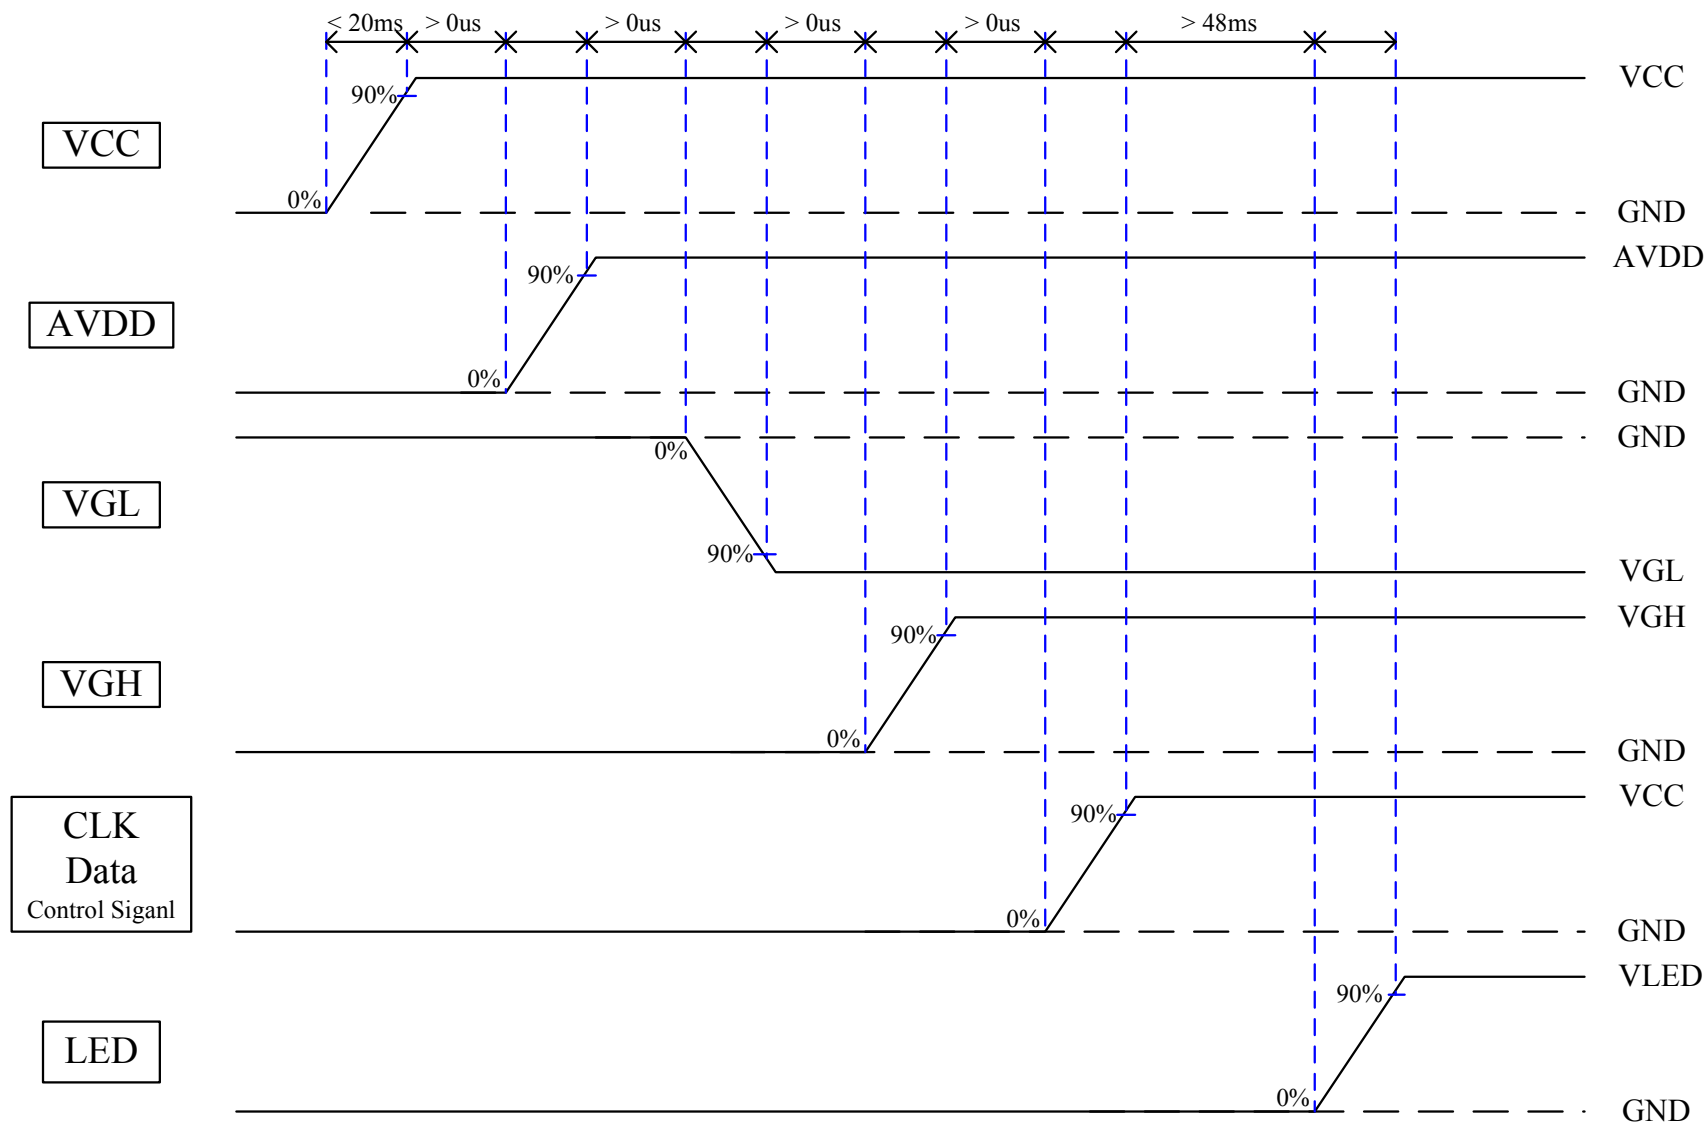 < 20ms
> 0us
> 0us
> 0us
> 0us
> 48ms
VCC
90%
VCC
0%
GND
AVDD
90%
AVDD
0%
GND
GND
0%
VGL
90%
VGL
VGH
90%
VGH
0%
GND
VCC
90%
CLK
Data
Control Siganl
0%
GND
VLED
90%
LED
0%
GND